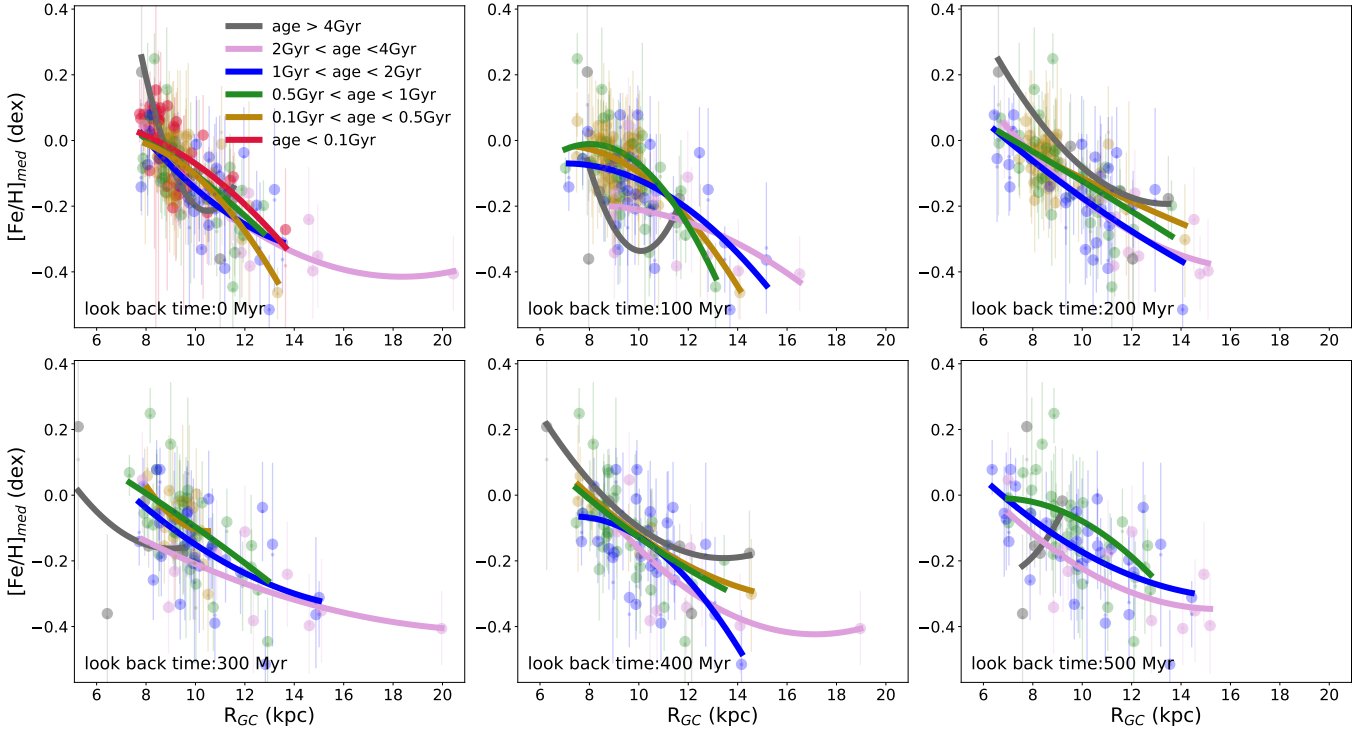 0.4
0.2
0.0
−0.2
−0.4
[Fe/H]med (dex)
age > 4Gyr
2Gyr < age <4Gyr
1Gyr < age < 2Gyr
0.5Gyr < age < 1Gyr
0.1Gyr < age < 0.5Gyr
age < 0.1Gyr
look back time:0 Myr
6 8 10 12 14 16 18 20
0.4
0.2
0.0
−0.2
−0.4
look back time:100 Myr
6 8 10 12 14 16 18 20
0.4
0.2
0.0
−0.2
−0.4
look back time:200 Myr
6 8 10 12 14 16 18 20
0.4
0.2
0.0
−0.2
−0.4
[Fe/H]med (dex)
look back time:300 Myr
6 8 10 12 14 16 18 20
RGC (kpc)
0.4
0.2
0.0
−0.2
−0.4
look back time:400 Myr
6 8 10 12 14 16 18 20
RGC (kpc)
0.4
0.2
0.0
−0.2
−0.4
look back time:500 Myr
6 8 10 12 14 16 18 20
RGC (kpc)